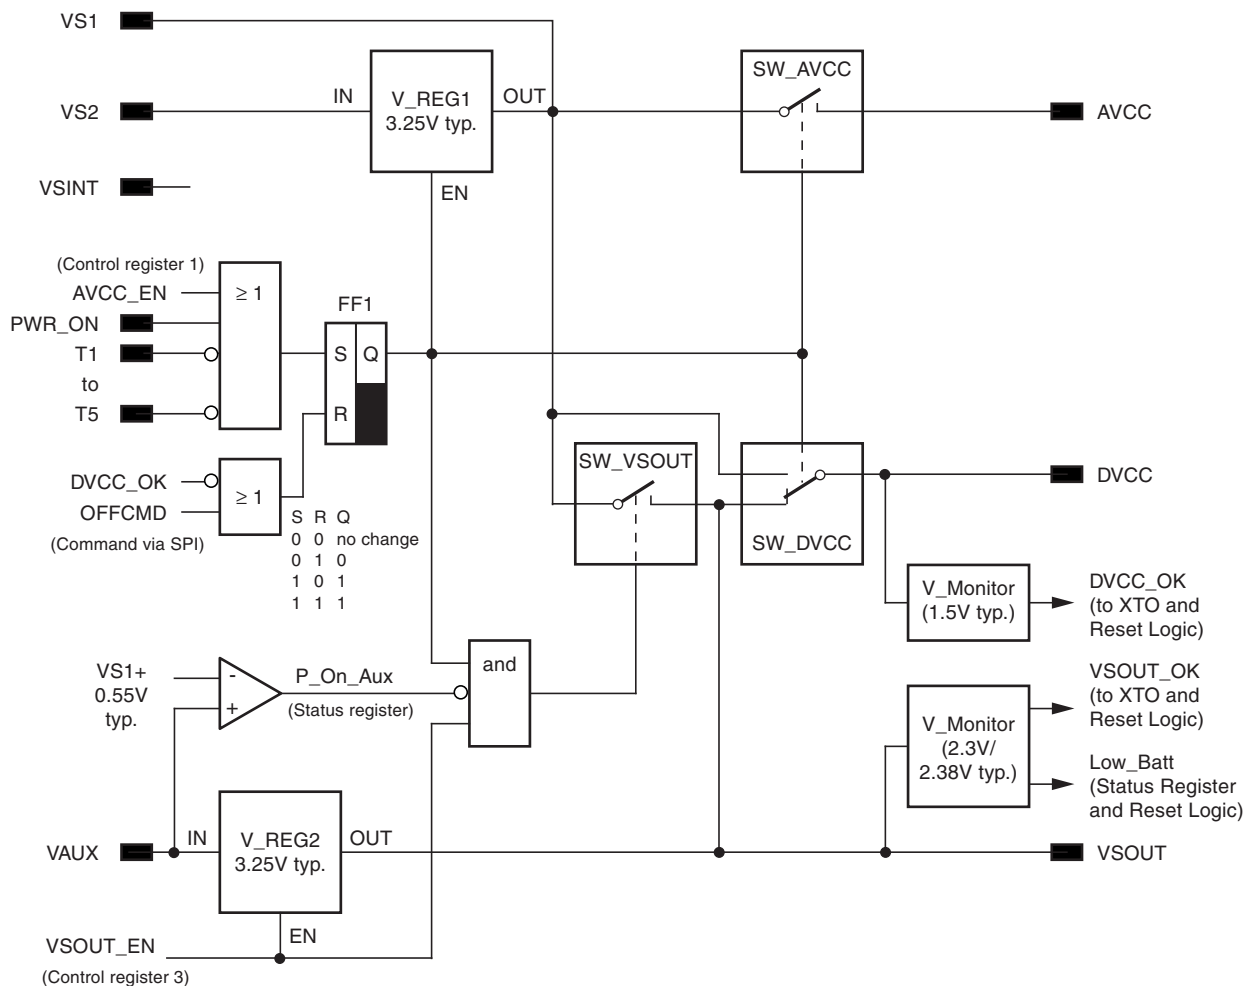 VS1
SW_AVCC
VS2
IN
V_REG1
3.25V typ.
OUT
AVCC
VSINT
EN
(Control register 1)
AVCC_EN
≥ 1
PWR_ON
FF1
T1
to
T5
S
Q
R
DVCC_OK
OFFCMD
(Command via SPI)
≥ 1
S R Q
0 0 no change
0 1 0
1 0 1
1 1 1
SW_VSOUT
SW_DVCC
DVCC
V_Monitor
(1.5V typ.)
DVCC_OK
(to XTO and
Reset Logic)
VS1+
0.55V
typ.
-
+
P_On_Aux
(Status register)
and
V_Monitor
(2.3V/
2.38V typ.)
VSOUT_OK
(to XTO and
Reset Logic)
Low_Batt
(Status Register
and Reset Logic)
VAUX
IN
V_REG2
3.25V typ.
OUT
VSOUT
EN
VSOUT_EN
(Control register 3)